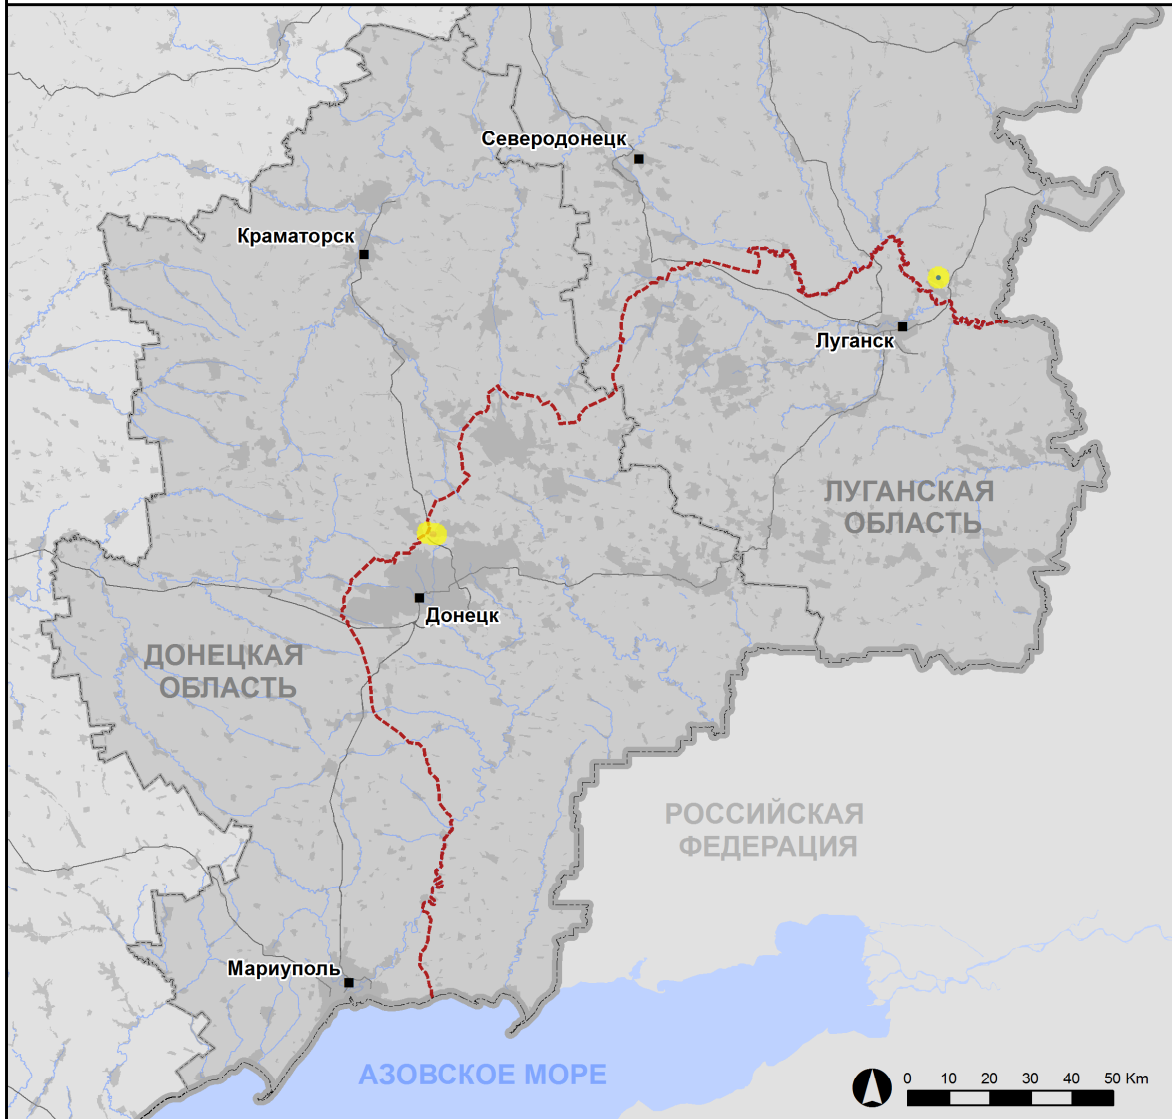 Северодонецк
Краматорск
Луганск
ЛУГАНСКАЯ
ОБЛАСТЬ
Донецк
ДОНЕЦКАЯ
ОБЛАСТЬ
РОССИЙСКАЯ
ФЕДЕРАЦИЯ
Мариуполь
АЗОВСКОЕ МОРЕ
0 10 20 30 40 50 Km